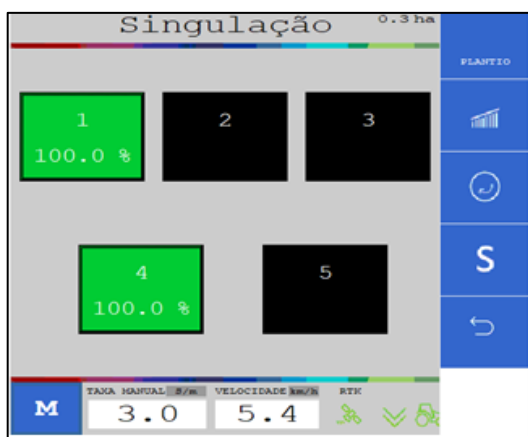 Singulação
0.3 ha
PLANTIO
1
100.0 %
2
3
4
100.0 %
5
S
M
TAXA MANUAL S/m
3.0
VELOCIDADE km/h
5.4
RTK